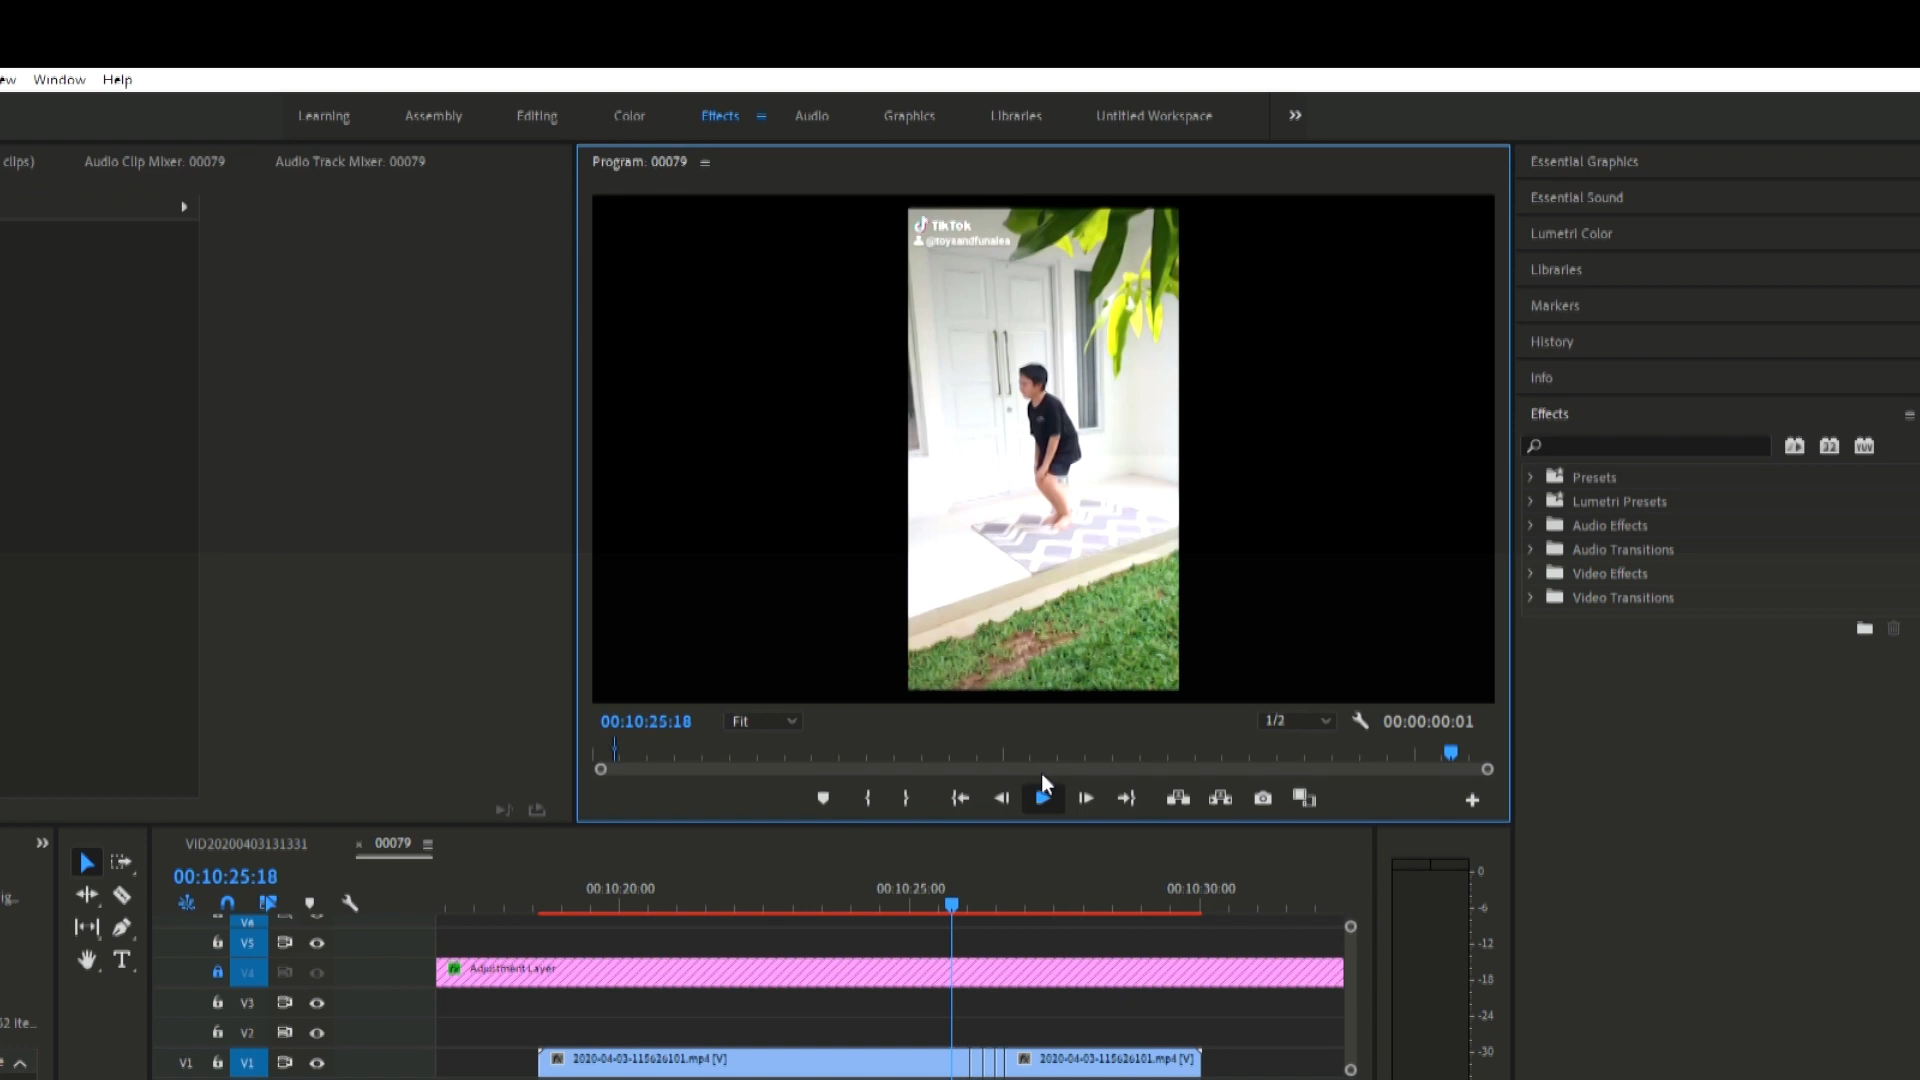 ew Window Help
Learning Assembly Editing Color Effects Audio Graphics Libraries Untitled Workspace
clips) Audio Clip Mixer: 00079 Audio Track Mixer: 00079
Program: 00079
TikTok
@toysandfunalea
00:10:25:18 Fit 1/2 00:00:00:01
Essential Graphics
Essential Sound
Lumetri Color
Libraries
Markers
History
Info
Effects
Presets
Lumetri Presets
Audio Effects
Audio Transitions
Video Effects
Video Transitions
VID20200403131331 × 00079
00:10:25:18
00:10:20:00 00:10:25:00 00:10:30:00
V6
V5
V4 Adjustment Layer
V3
V2
V1 V1 2020-04-03-115626101.mp4 [V] 2020-04-03-115626101.mp4 [V]
0
-6
-12
-18
-24
-30